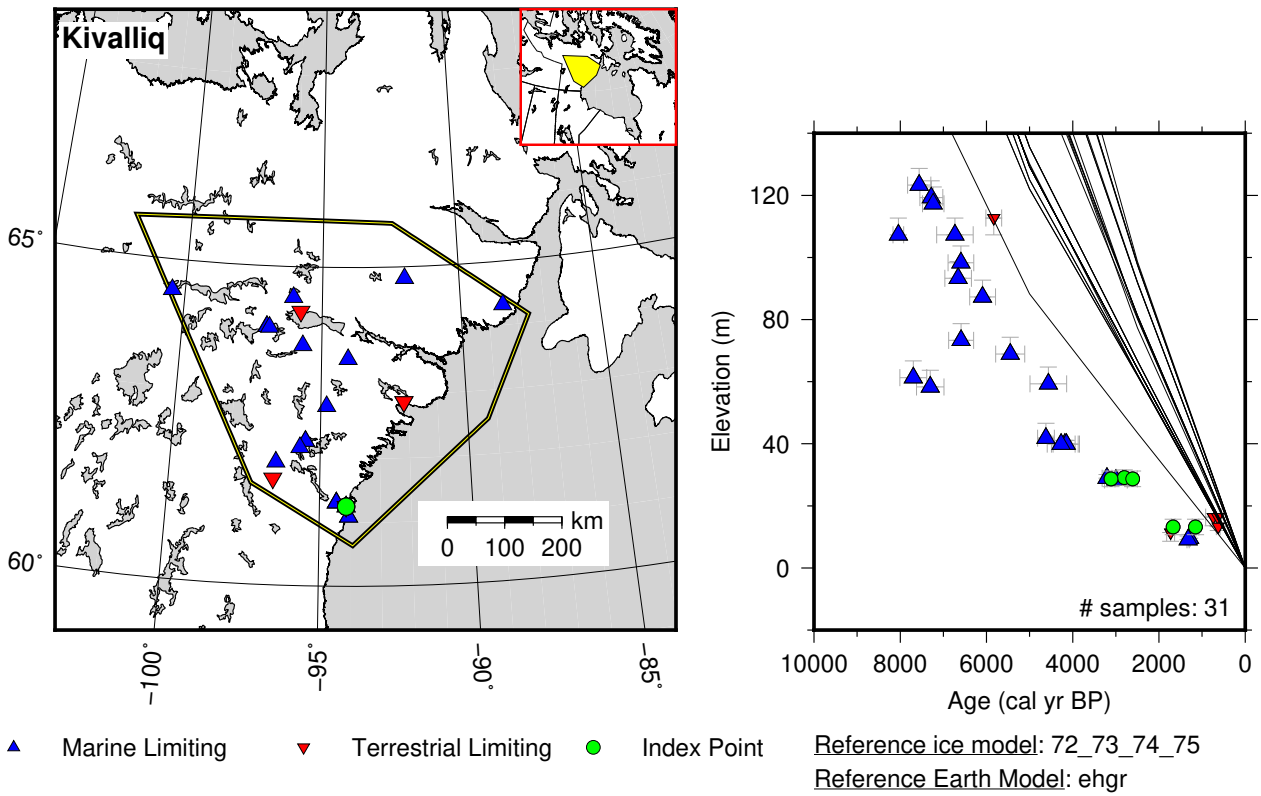 Kivalliq
65°
60°
−100°
−95°
−90°
−85°
km
0 100 200
Elevation (m)
120
80
40
0
# samples: 31
10000 8000 6000 4000 2000 0
Age (cal yr BP)
Marine Limiting Terrestrial Limiting Index Point
Reference ice model: 72_73_74_75
Reference Earth Model: ehgr